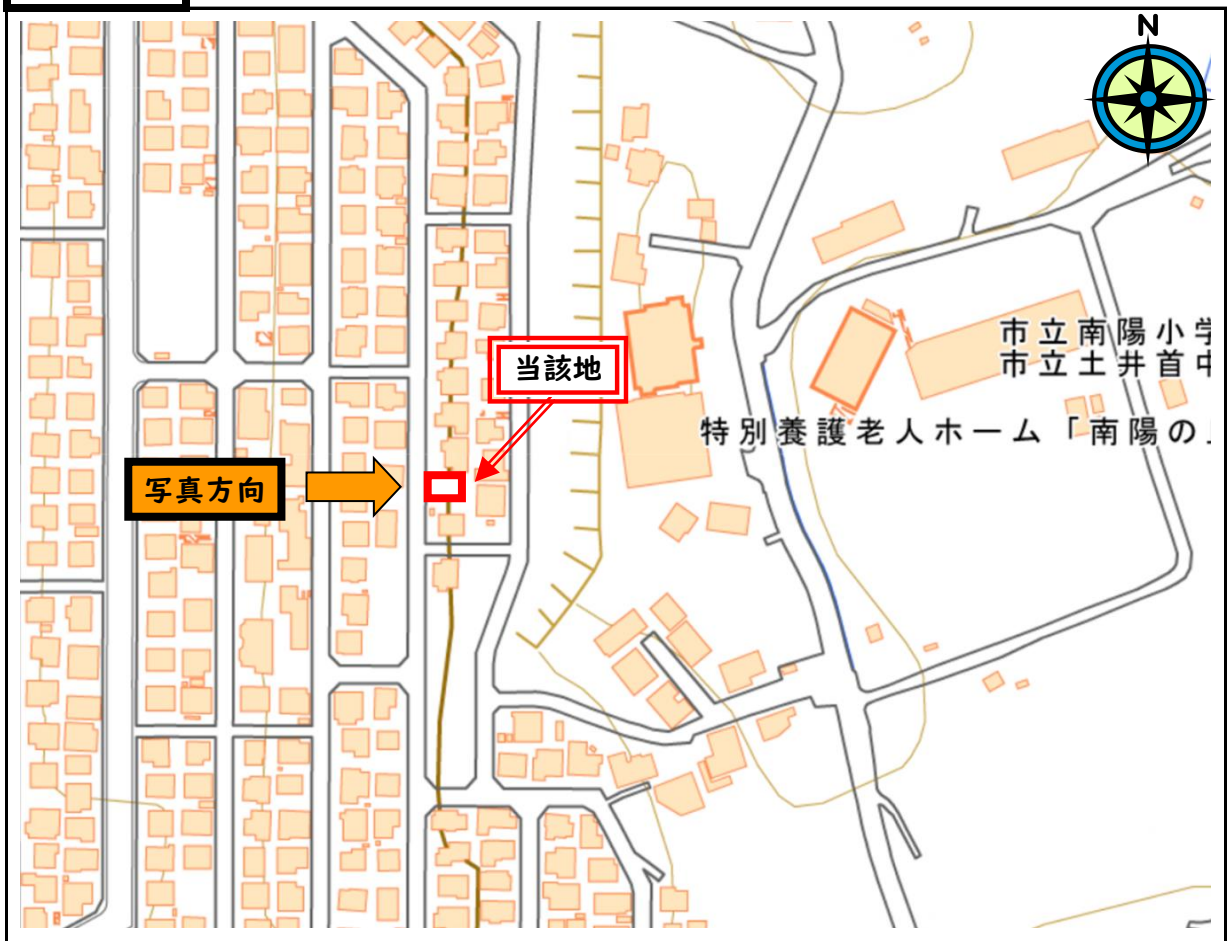 N
市立南陽小学
市立土井首中
当該地
特別養護老人ホーム「南陽の
写真方向